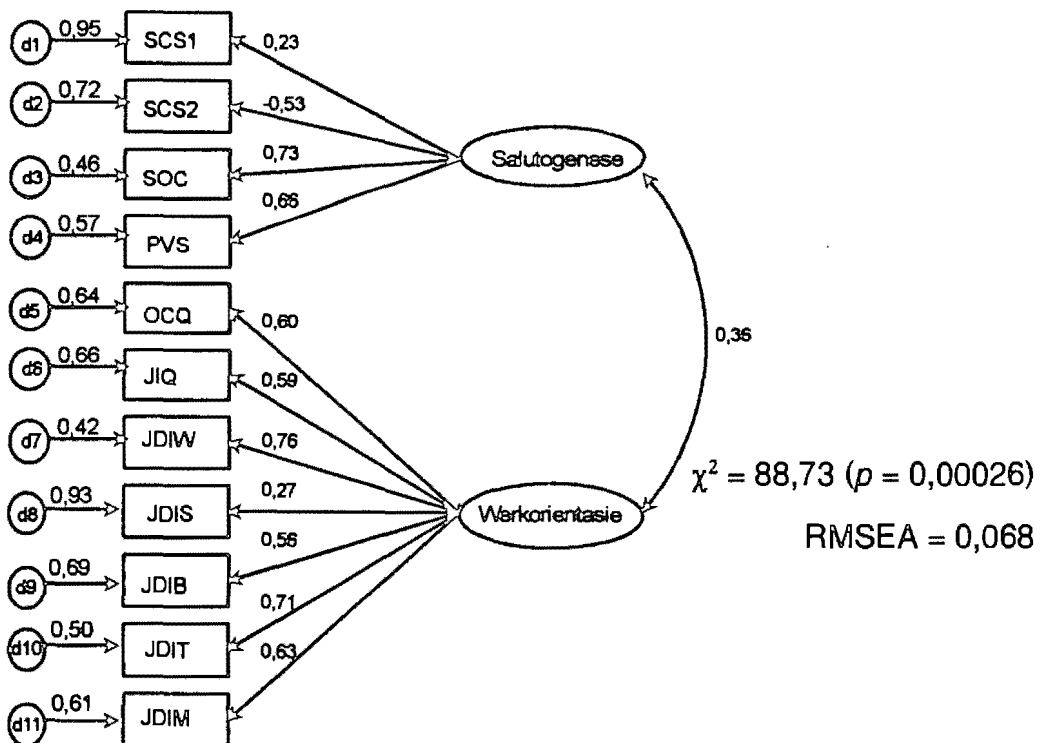 d1 0,95 SCS1 0,23
d2 0,72 SCS2 -0,53
d3 0,46 SOC 0,73
d4 0,57 PVS 0,66
Salutogenase
d5 0,64 OCQ 0,60
d6 0,66 JIQ 0,59
d7 0,42 JDIW 0,76
d8 0,93 JDIS 0,27
d9 0,69 JDIB 0,56
d10 0,50 JDIT 0,71
d11 0,61 JDIM 0,63
Werkorientasie
0,36
χ² = 88,73 (p = 0,00026)
RMSEA = 0,068